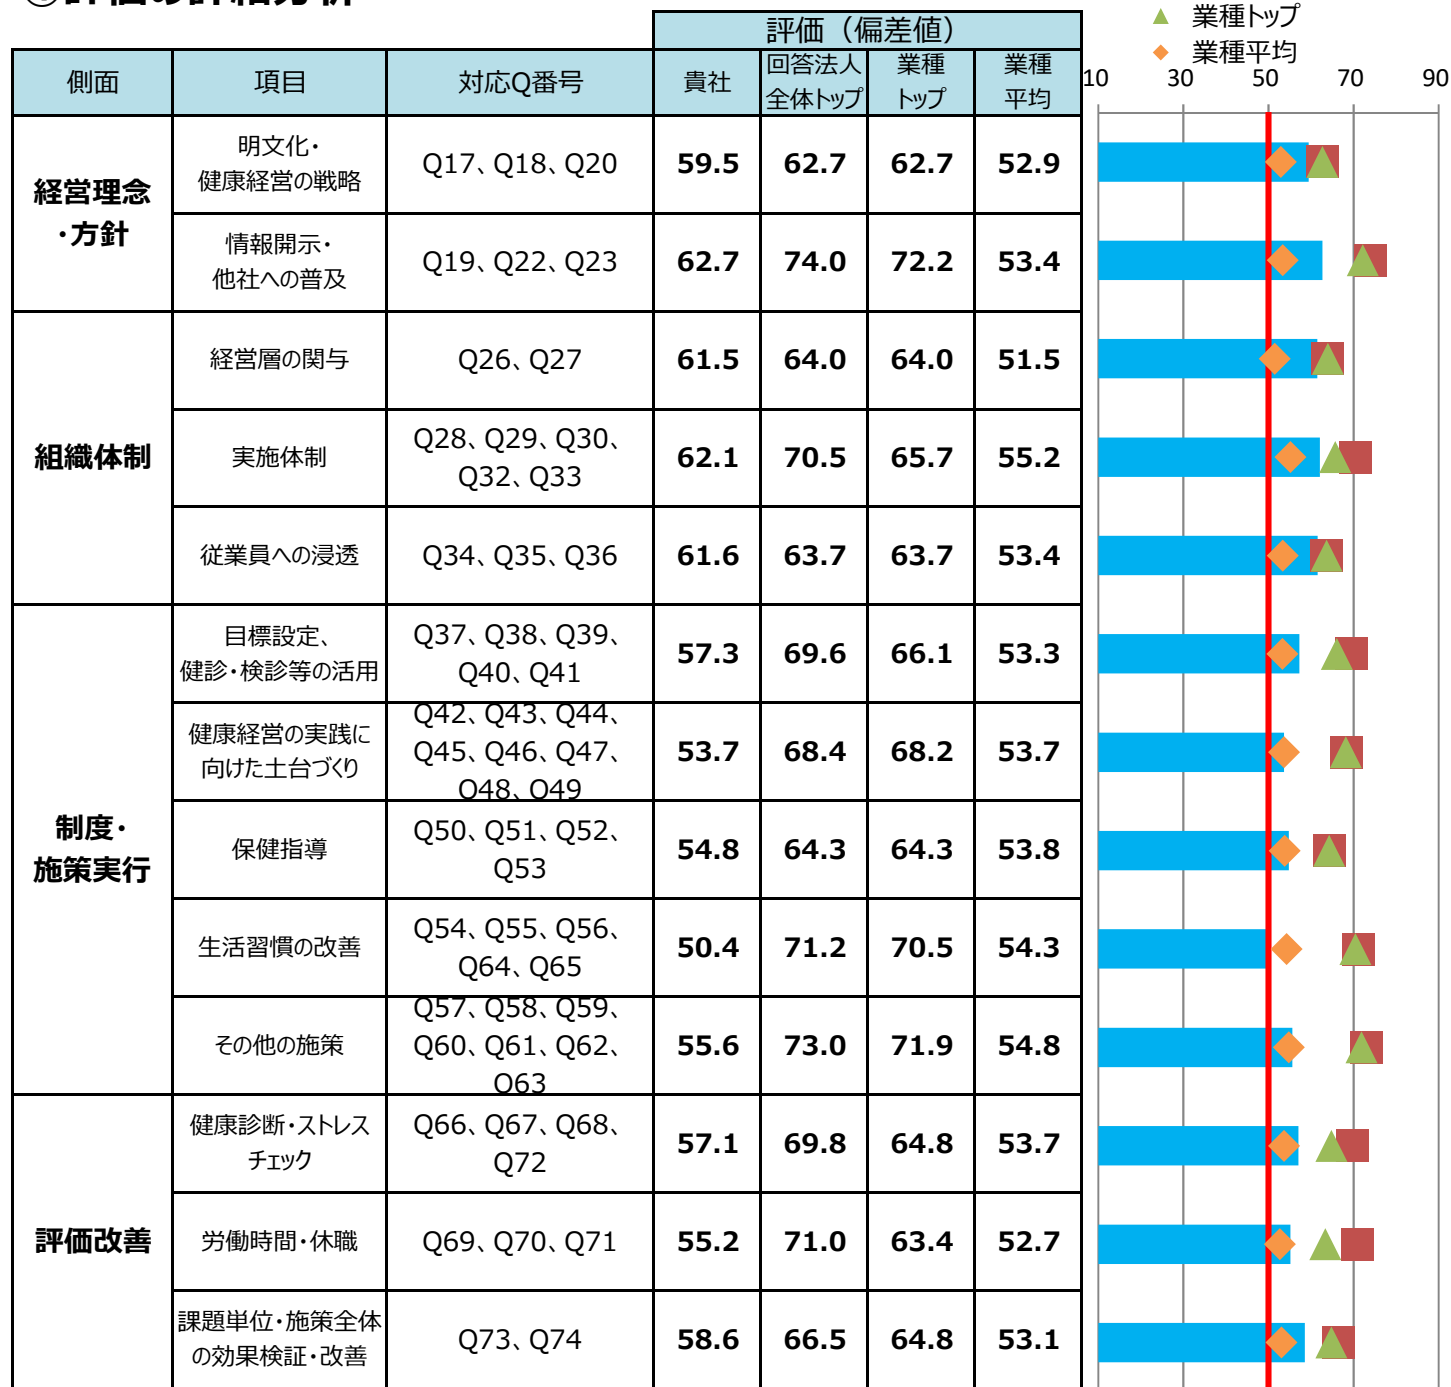 評価の詳細分析
▲ 業種トップ
◆ 業種平均
評価（偏差値）
側面 項目 対応Q番号 貴社 回答法人 業種 業種
全体トップ トップ 平均
10 30 50 70 90
経営理念
・方針
明文化・
健康経営の戦略
Q17、Q18、Q20 59.5 62.7 62.7 52.9
情報開示・
他社への普及
Q19、Q22、Q23 62.7 74.0 72.2 53.4
組織体制
経営層の関与 Q26、Q27 61.5 64.0 64.0 51.5
実施体制
Q28、Q29、Q30、
Q32、Q33
62.1 70.5 65.7 55.2
従業員への浸透 Q34、Q35、Q36 61.6 63.7 63.7 53.4
制度・
施策実行
目標設定、
健診・検診等の活用
Q37、Q38、Q39、
Q40、Q41
57.3 69.6 66.1 53.3
健康経営の実践に
向けた土台づくり
Q42、Q43、Q44、
Q45、Q46、Q47、
Q48、Q49
53.7 68.4 68.2 53.7
保健指導
Q50、Q51、Q52、
Q53
54.8 64.3 64.3 53.8
生活習慣の改善
Q54、Q55、Q56、
Q64、Q65
50.4 71.2 70.5 54.3
その他の施策
Q57、Q58、Q59、
Q60、Q61、Q62、
Q63
55.6 73.0 71.9 54.8
評価改善
健康診断・ストレス
チェック
Q66、Q67、Q68、
Q72
57.1 69.8 64.8 53.7
労働時間・休職 Q69、Q70、Q71 55.2 71.0 63.4 52.7
課題単位・施策全体
の効果検証・改善
Q73、Q74 58.6 66.5 64.8 53.1